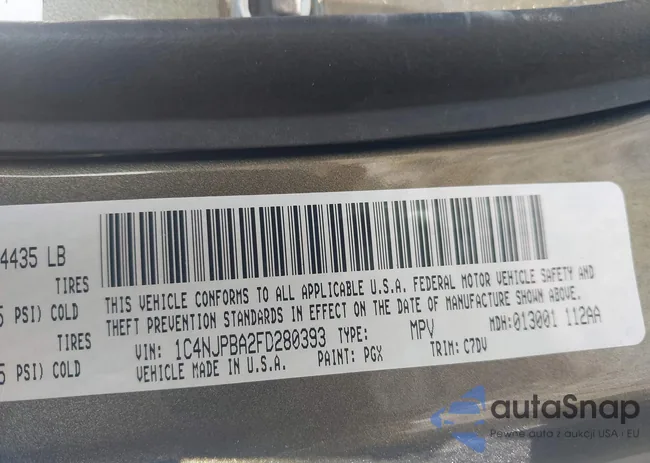 4435 LB
TIRES
5 PSI) COLD
TIRES
5 PSI) COLD
THIS VEHICLE CONFORMS TO ALL APPLICABLE U.S.A. FEDERAL MOTOR VEHICLE SAFETY AND
THEFT PREVENTION STANDARDS IN EFFECT ON THE DATE OF MANUFACTURE SHOWN ABOVE.
VIN: 1C4NJPBA2FD280393 TYPE: MPV MDH:013001 112AA
VEHICLE MADE IN U.S.A. PAINT: PGX TRIM: C7DV
autaSnap
Pewne auta z aukcji USA i EU